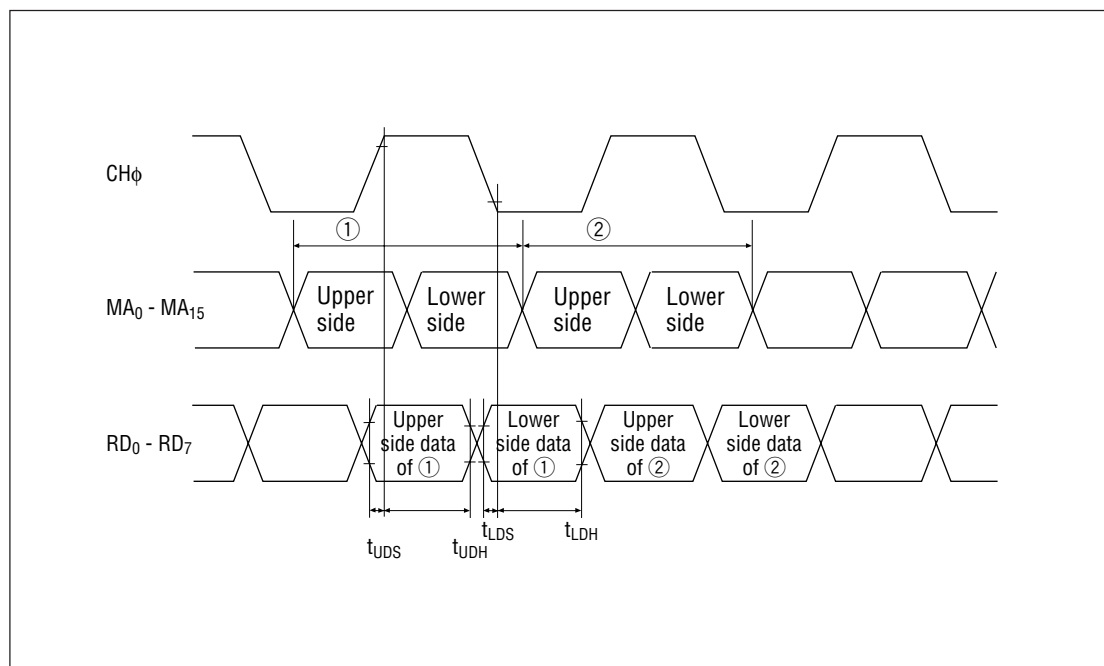 CHϕ
① ②
MA₀ - MA₁₅
Upper side
Lower side
Upper side
Lower side
RD₀ - RD₇
Upper side data of ①
Lower side data of ①
Upper side data of ②
Lower side data of ②
tUDS
tUDH
tLDS
tLDH